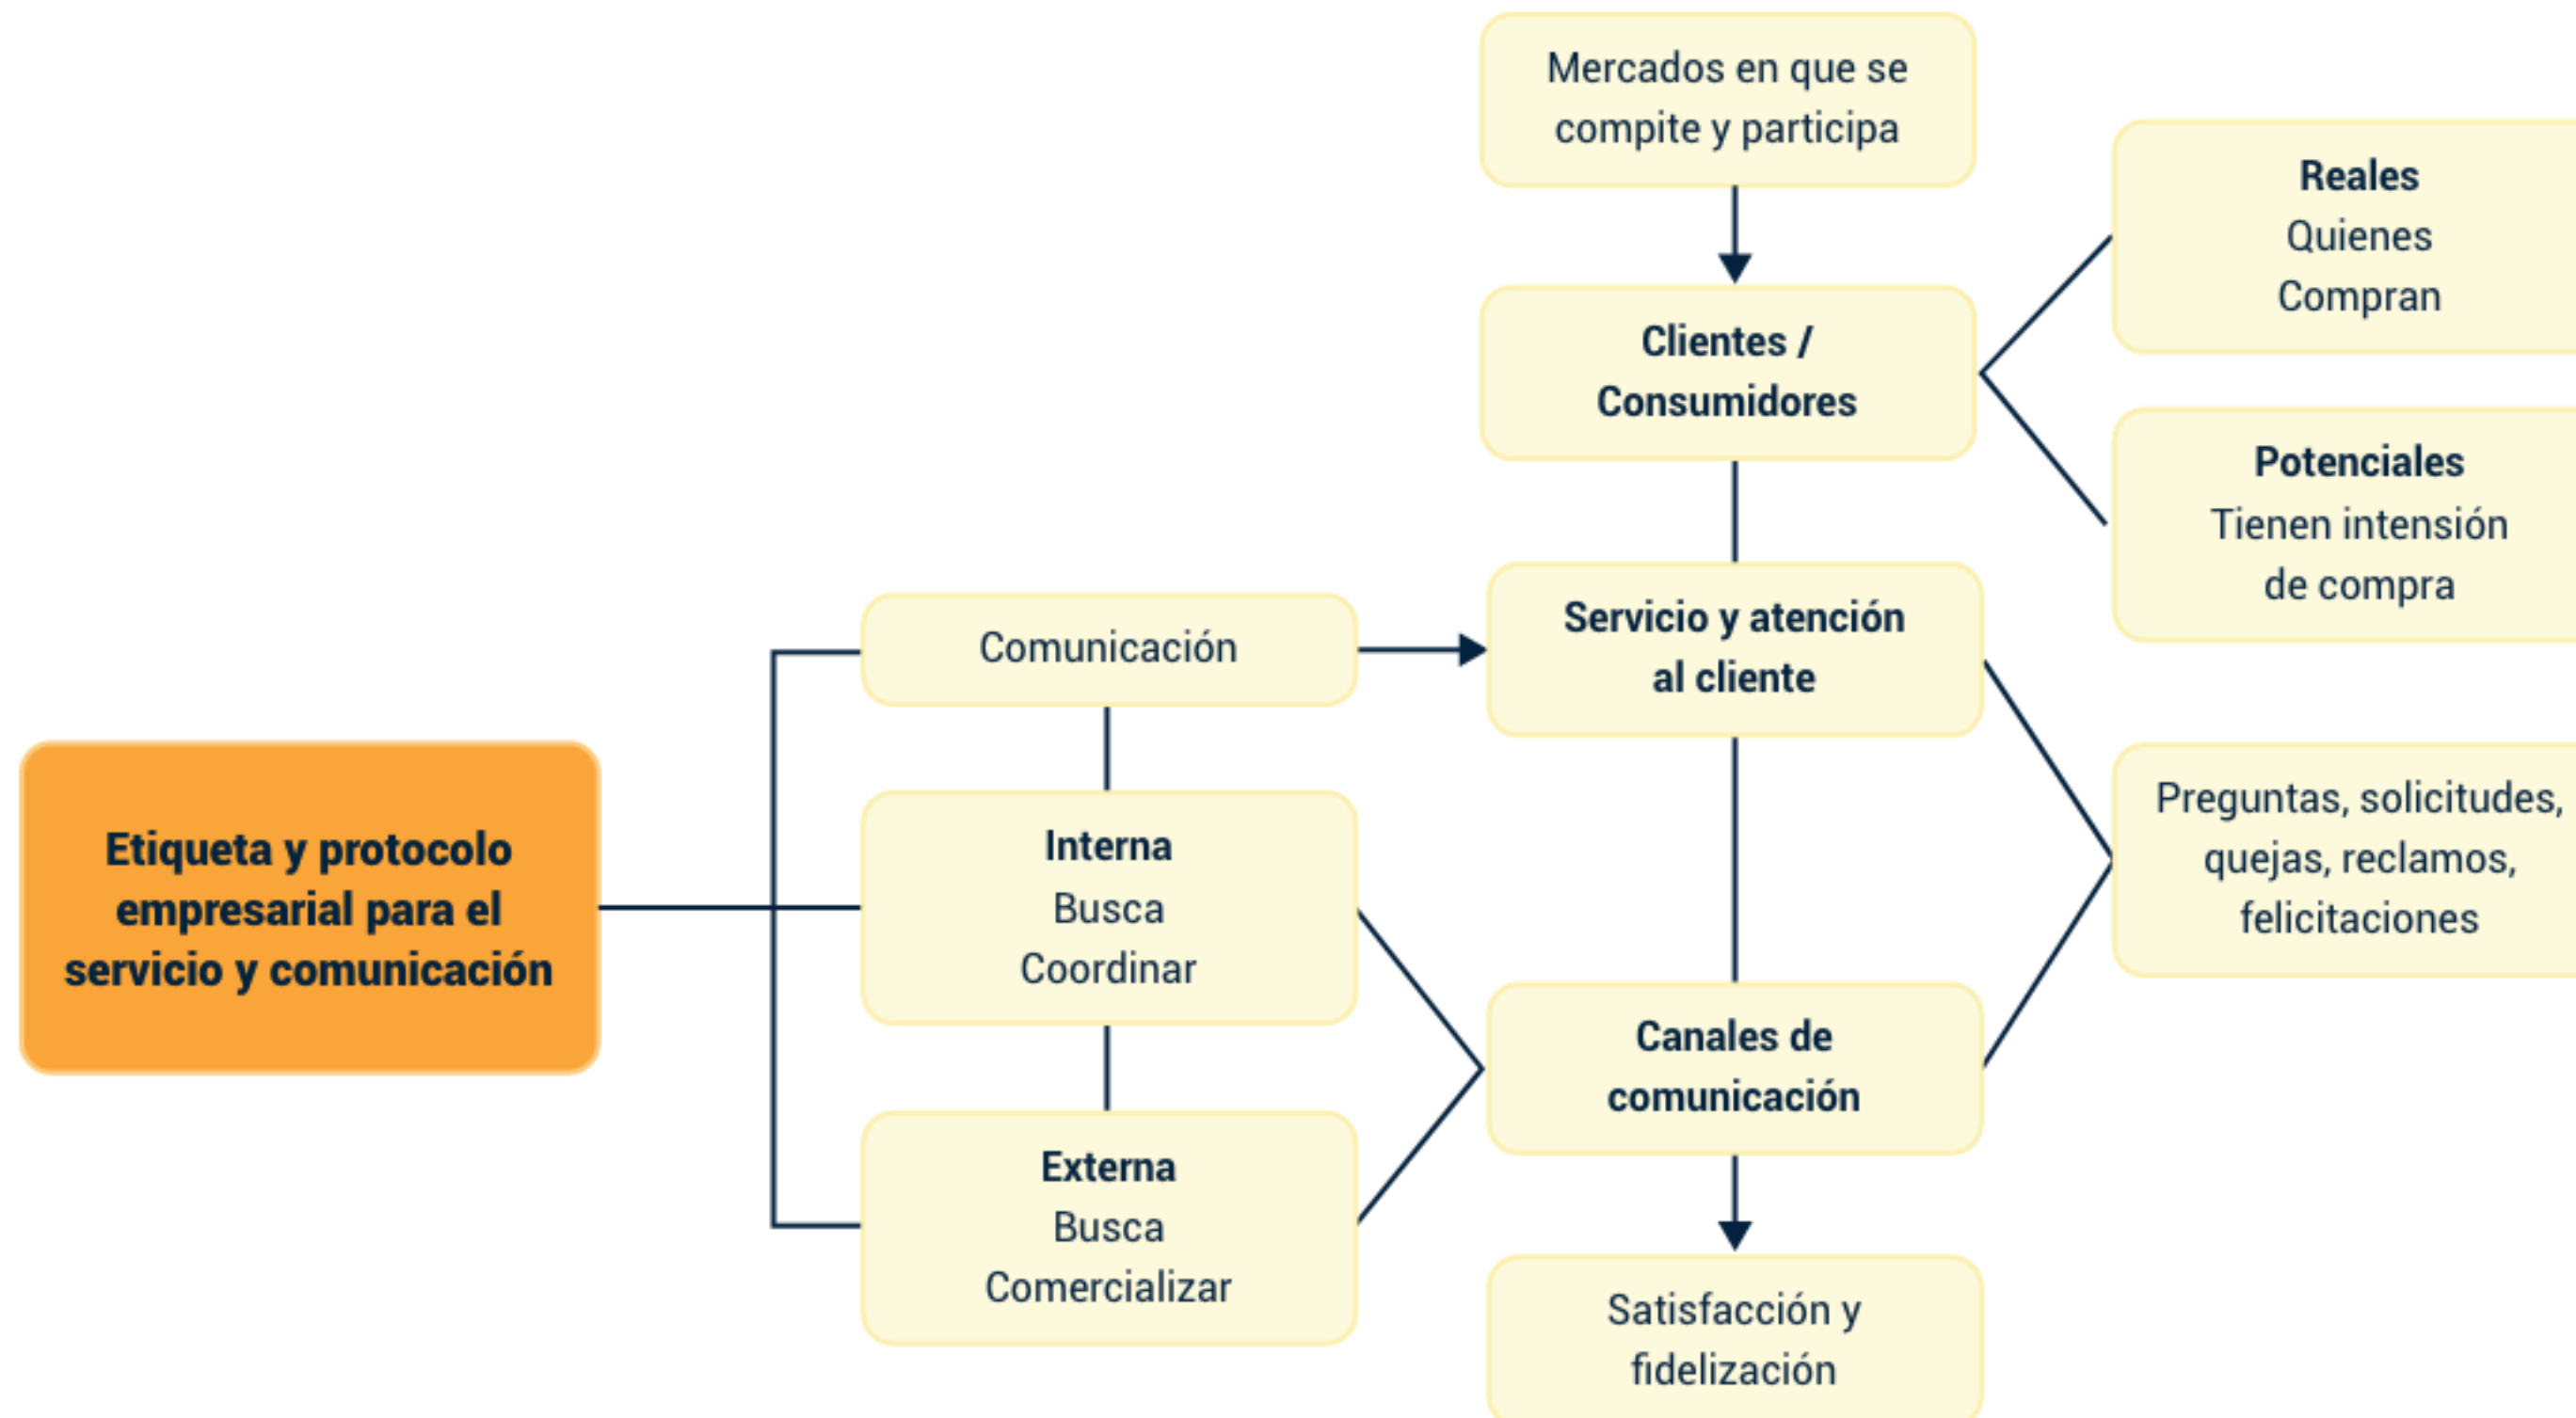 Etiqueta y protocolo
empresarial para el
servicio y comunicación
Comunicación
Interna
Busca
Coordinar
Externa
Busca
Comercializar
Mercados en que se
compite y participa
Clientes /
Consumidores
Servicio y atención
al cliente
Canales de
comunicación
Satisfacción y
fidelización
Reales
Quienes
Compran
Potenciales
Tienen intensión
de compra
Preguntas, solicitudes,
quejas, reclamos,
felicitaciones